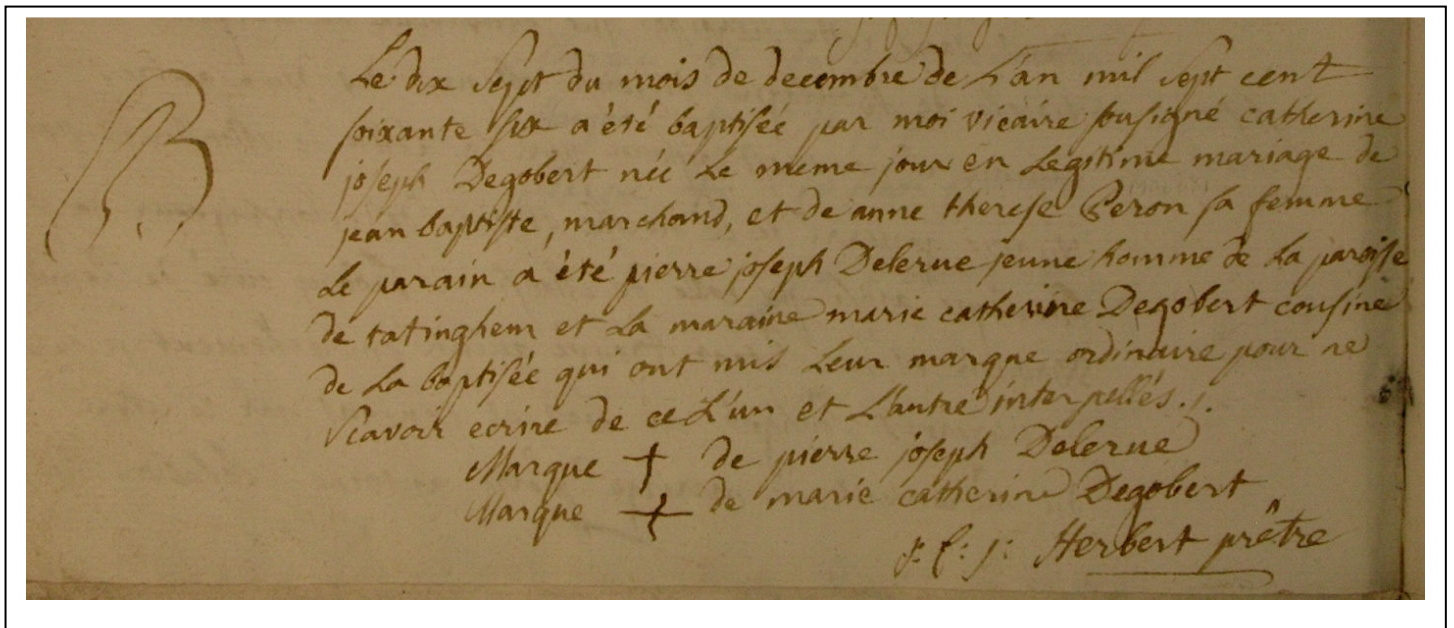 B
Le dix sept du mois de decembre de L'an mil sept cent
soixante six a été baptisée par moi vicaire sousigné catherine
joseph Degobert née Le meme jour en Legitime mariage de
jean baptiste, marchand, et de anne therese Peron sa femme
Le parain a été pierre joseph Delerue jeune homme de La paroisse
de tatinghem et La maraine marie catherine Degobert cousine
de La baptisée qui ont mis Leur marque ordinaire pour ne
scavoir ecrire de ce L'un et L'autre interpellés./.
Marque † de pierre joseph Delerue
Marque † de marie catherine Degobert
Herbert prêtre